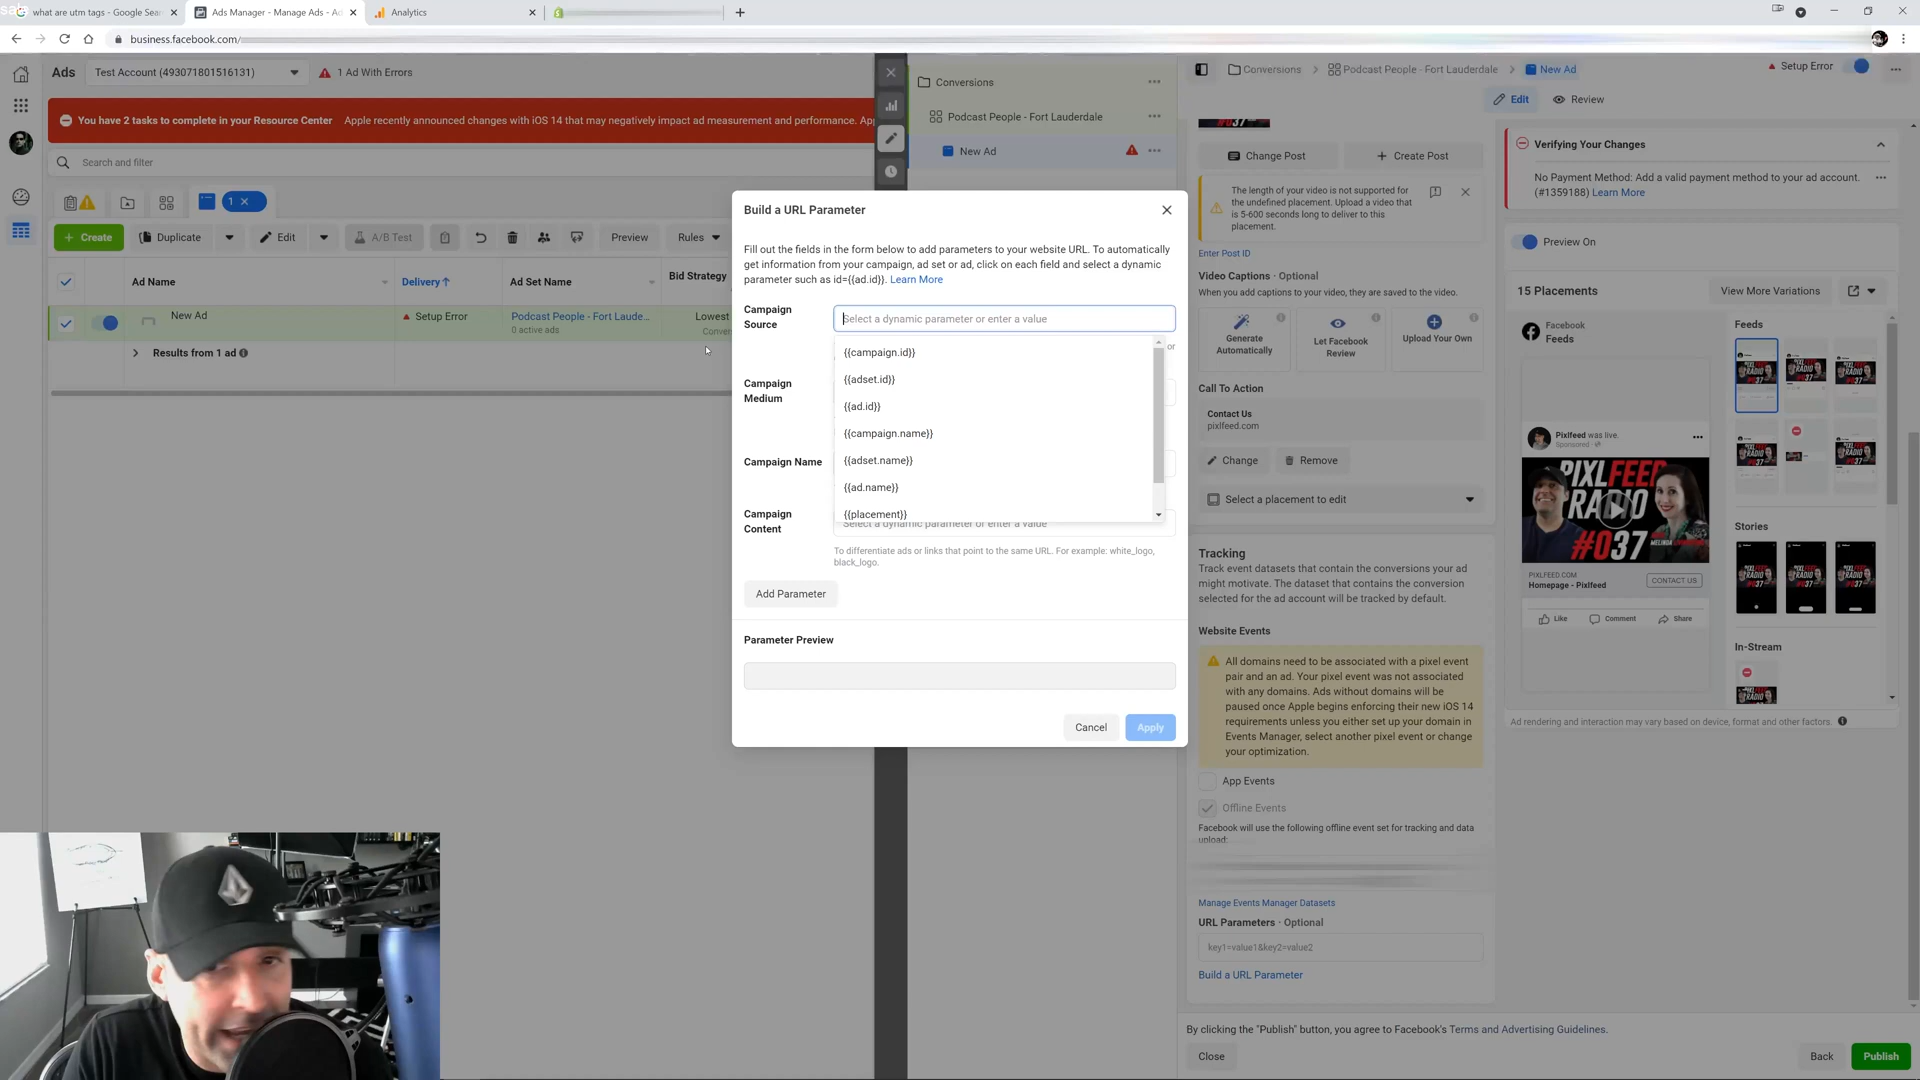 what are utm tags - Google Sear
Ads Manager - Manage Ads - Ad
Analytics
business.facebook.com/
Ads
Test Account (493071801516131)
1 Ad With Errors
You have 2 tasks to complete in your Resource Center
Apple recently announced changes with iOS 14 that may negatively impact ad measurement and performance.
Search and filter
1
Create
Duplicate
Edit
A/B Test
Preview
Rules
Ad Name
Delivery↑
Ad Set Name
Bid Strategy
New Ad
Setup Error
Podcast People - Fort Laude...
0 active ads
Lowest
Conver
Results from 1 ad
Conversions
Podcast People - Fort Lauderdale
New Ad
Build a URL Parameter
Fill out the fields in the form below to add parameters to your website URL. To automatically
get information from your campaign, ad set or ad, click on each field and select a dynamic
parameter such as id={{ad.id}}. Learn More
Campaign
Source
Select a dynamic parameter or enter a value
or
{{campaign.id}}
{{adset.id}}
{{ad.id}}
{{campaign.name}}
{{adset.name}}
{{ad.name}}
{{placement}}
Campaign
Medium
Campaign Name
Campaign
Content
Select a dynamic parameter or enter a value
To differentiate ads or links that point to the same URL. For example: white_logo,
black_logo.
Add Parameter
Parameter Preview
Cancel
Apply
Conversions
Podcast People - Fort Lauderdale
New Ad
Setup Error
Edit
Review
#037
Change Post
Create Post
The length of your video is not supported for
the undefined placement. Upload a video that
is 5-600 seconds long to deliver to this
placement.
Enter Post ID
Video Captions · Optional
When you add captions to your video, they are saved to the video.
Generate
Automatically
Let Facebook
Review
Upload Your Own
Call To Action
Contact Us
pixlfeed.com
Change
Remove
Select a placement to edit
Tracking
Track event datasets that contain the conversions your ad
might motivate. The dataset that contains the conversion
selected for the ad account will be tracked by default.
Website Events
All domains need to be associated with a pixel event
pair and an ad. Your pixel event was not associated
with any domains. Ads without domains will be
paused once Apple begins enforcing their new iOS 14
requirements unless you either set up your domain in
Events Manager, select another pixel event or change
your optimization.
App Events
Offline Events
Facebook will use the following offline event set for tracking and data
upload:
Manage Events Manager Datasets
URL Parameters · Optional
key1=value1&key2=value2
Build a URL Parameter
Verifying Your Changes
No Payment Method: Add a valid payment method to your ad account.
(#1359188) Learn More
Preview On
15 Placements
View More Variations
Facebook
Feeds
Pixlfeed was live.
Sponsored ·
PIXLFEED
RADIO
#037
PIXLFEED.COM
Homepage - Pixlfeed
CONTACT US
Like
Comment
Share
Feeds
Stories
In-Stream
Ad rendering and interaction may vary based on device, format and other factors.
By clicking the "Publish" button, you agree to Facebook's Terms and Advertising Guidelines.
Close
Back
Publish